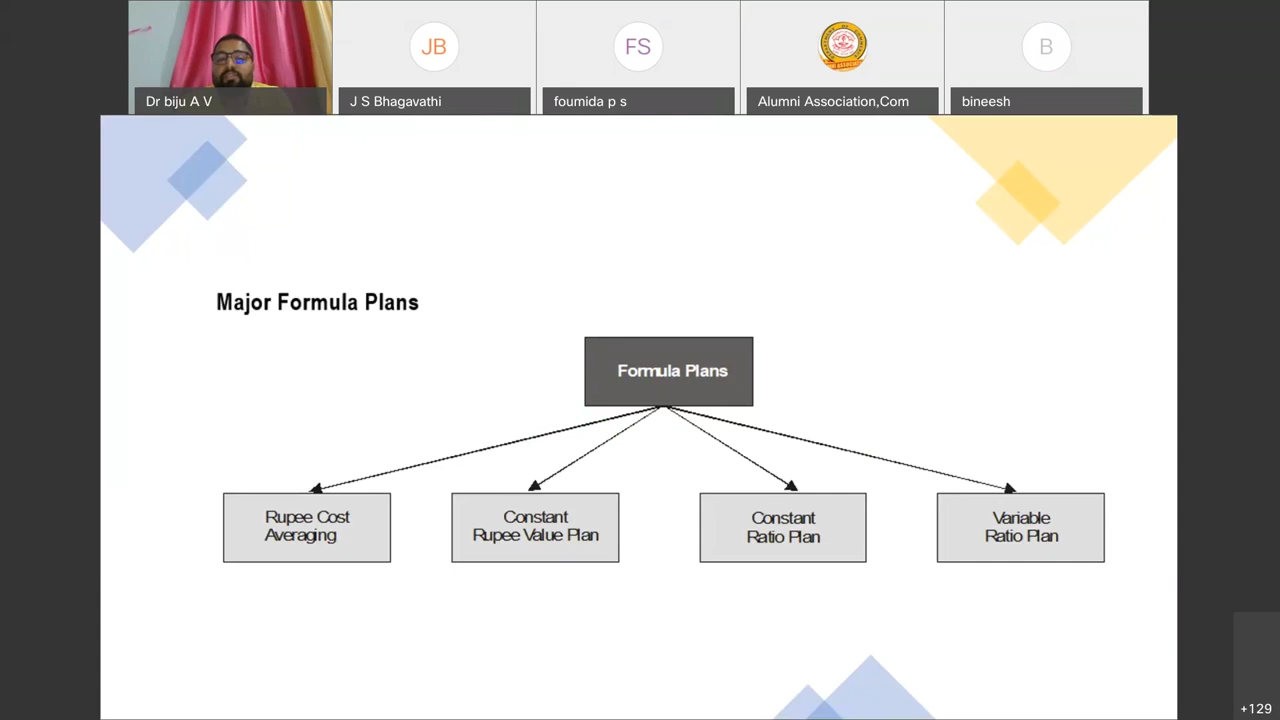 JB
FS
B
Dr biju A V
J S Bhagavathi
foumida p s
Alumni Association,Com
bineesh
Major Formula Plans
Formula Plans
Rupee Cost
Averaging
Constant
Rupee Value Plan
Constant
Ratio Plan
Variable
Ratio Plan
+129